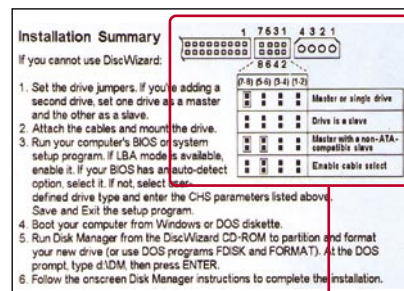 Installation Summary
If you cannot use DiscWizard:
1. Set the drive jumpers. If you're adding a
second drive, set one drive as a master
and the other as a slave.
2. Attach the cables and mount the drive.
3. Run your computer's BIOS or system
setup program. If LBA mode is available,
enable it. If your BIOS has an auto-detect
option, select it. If not, select user-
defined drive type and enter the CHS parameters listed above.
Save and Exit the setup program.
4. Boot your computer from Windows or DOS diskette.
5. Run Disk Manager from the DiscWizard CD-ROM to partition and format
your new drive (or use DOS programs FDISK and FORMAT). At the DOS
prompt, type d:\DM, then press ENTER.
6. Follow the onscreen Disk Manager instructions to complete the installation.
1 7531 4321
8642
(7-8) (5-6) (3-4) (1-2)
Master or single drive
Drive is a slave
Master with a non-ATA-
compatible slave
Enable cable select